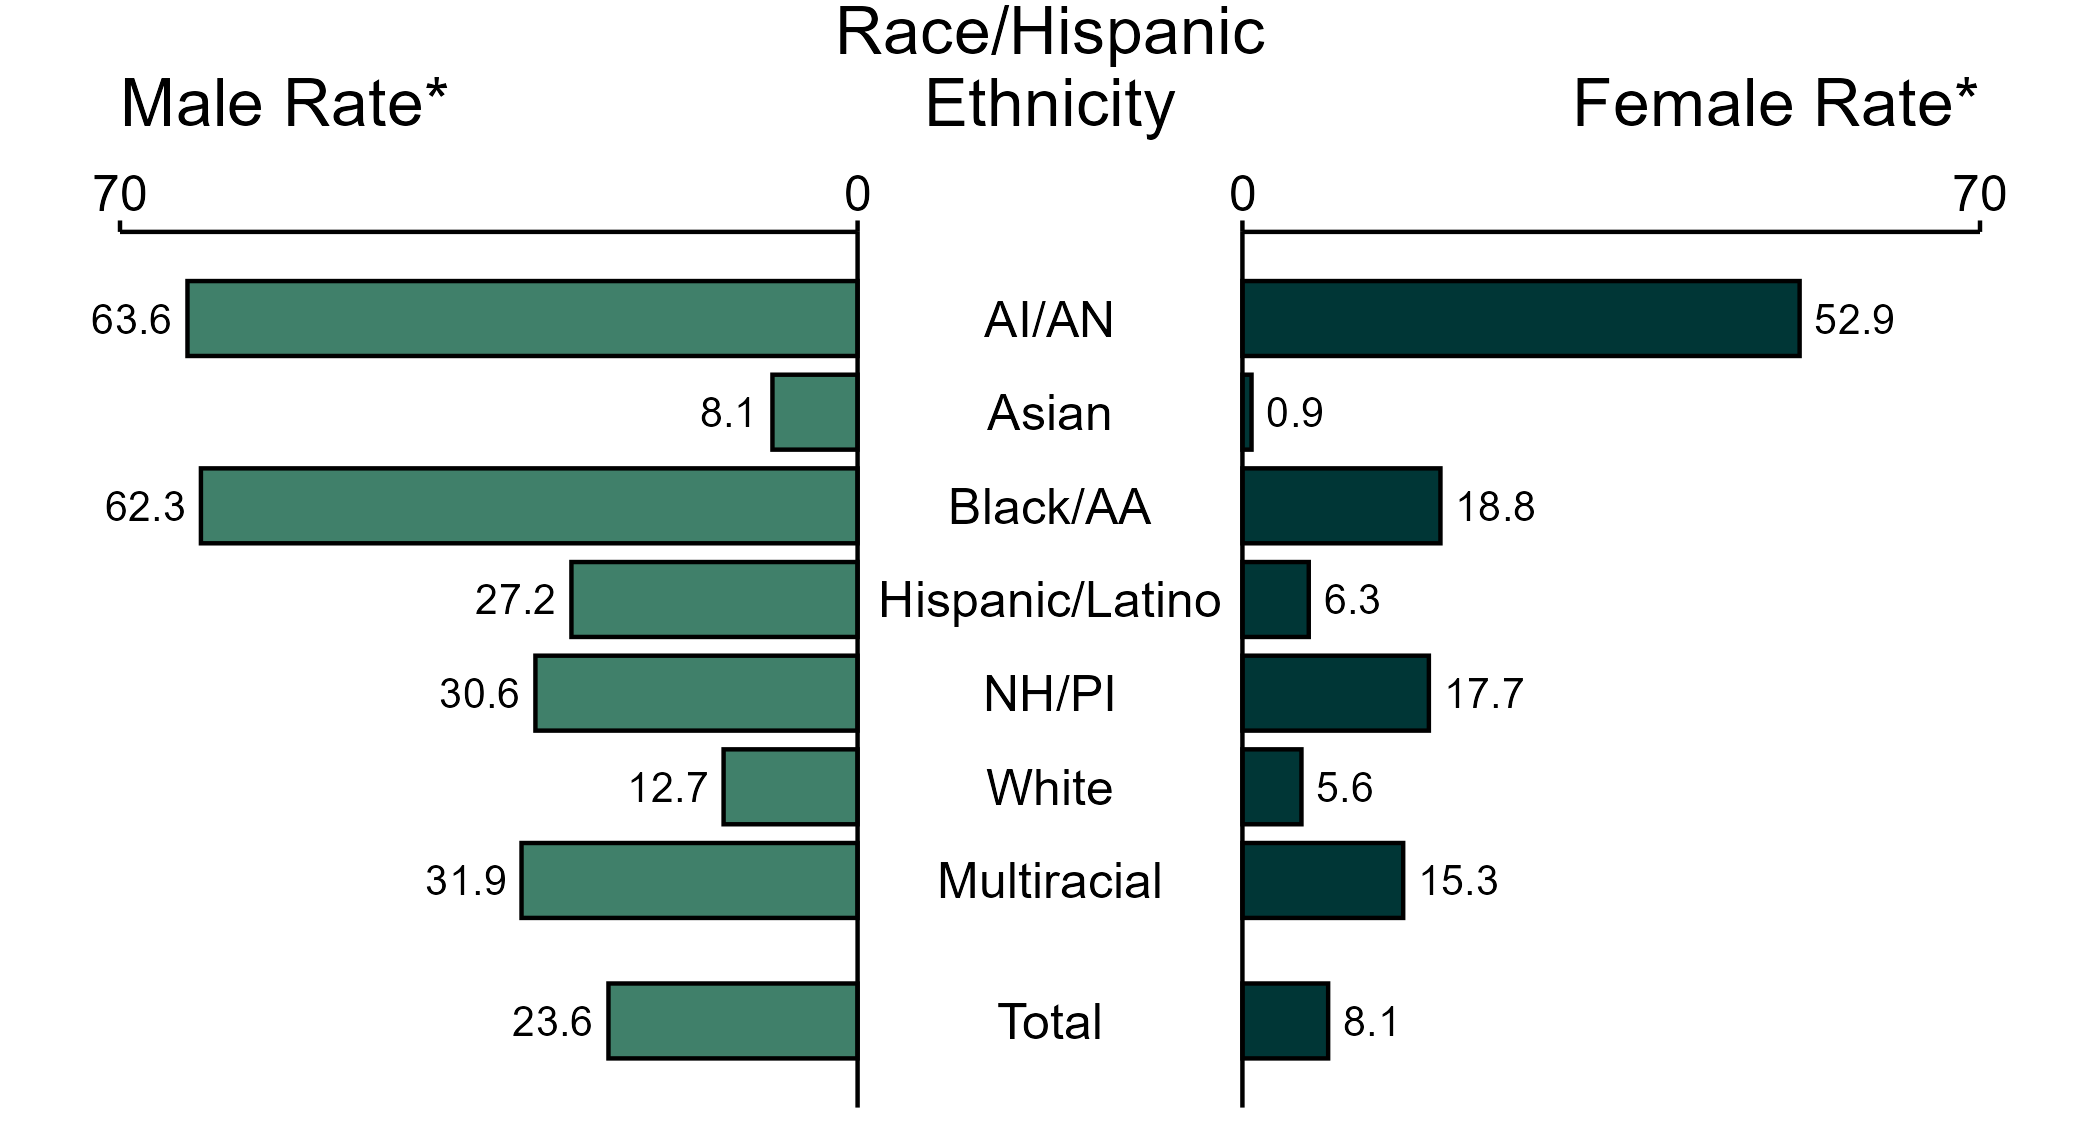 Race/Hispanic
Male Rate* Ethnicity Female Rate*
70 0 0 70
63.6 AI/AN 52.9
8.1 Asian 0.9
62.3 Black/AA 18.8
27.2 Hispanic/Latino 6.3
30.6 NH/PI 17.7
12.7 White 5.6
31.9 Multiracial 15.3
23.6 Total 8.1